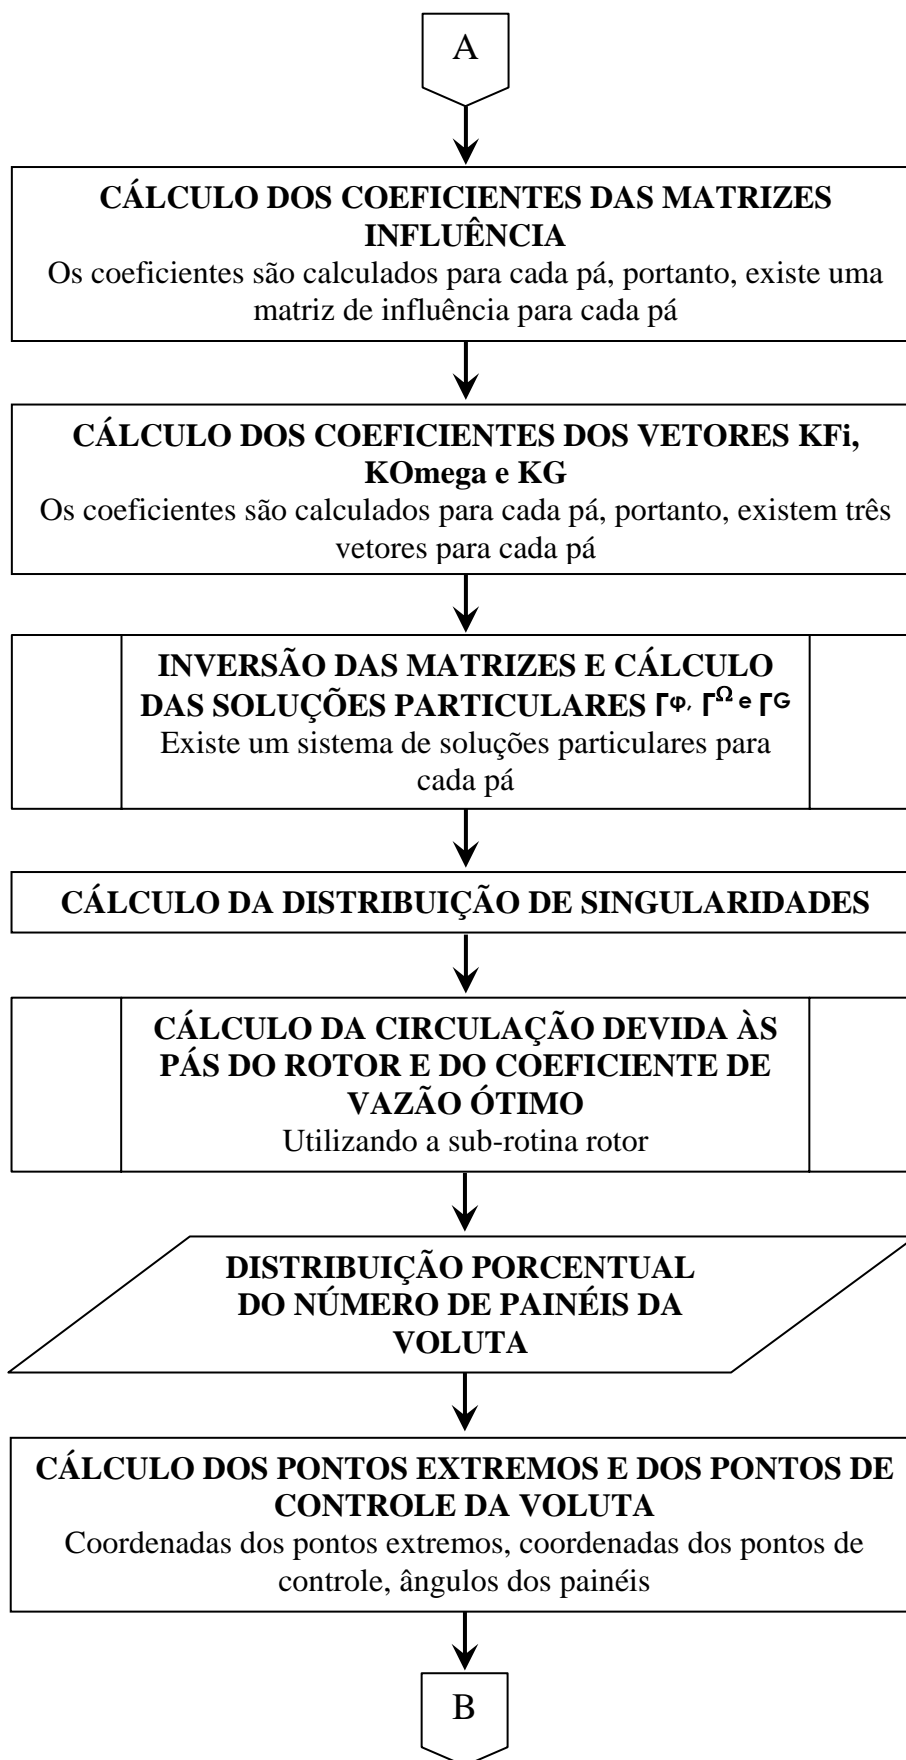 A
CÁLCULO DOS COEFICIENTES DAS MATRIZES
INFLUÊNCIA
Os coeficientes são calculados para cada pá, portanto, existe uma
matriz de influência para cada pá
CÁLCULO DOS COEFICIENTES DOS VETORES KFi,
KOmega e KG
Os coeficientes são calculados para cada pá, portanto, existem três
vetores para cada pá
INVERSÃO DAS MATRIZES E CÁLCULO
DAS SOLUÇÕES PARTICULARES Γφ, Γ^Ω e ΓG
Existe um sistema de soluções particulares para
cada pá
CÁLCULO DA DISTRIBUIÇÃO DE SINGULARIDADES
CÁLCULO DA CIRCULAÇÃO DEVIDA ÀS
PÁS DO ROTOR E DO COEFICIENTE DE
VAZÃO ÓTIMO
Utilizando a sub-rotina rotor
DISTRIBUIÇÃO PORCENTUAL
DO NÚMERO DE PAINÉIS DA
VOLUTA
CÁLCULO DOS PONTOS EXTREMOS E DOS PONTOS DE
CONTROLE DA VOLUTA
Coordenadas dos pontos extremos, coordenadas dos pontos de
controle, ângulos dos painéis
B